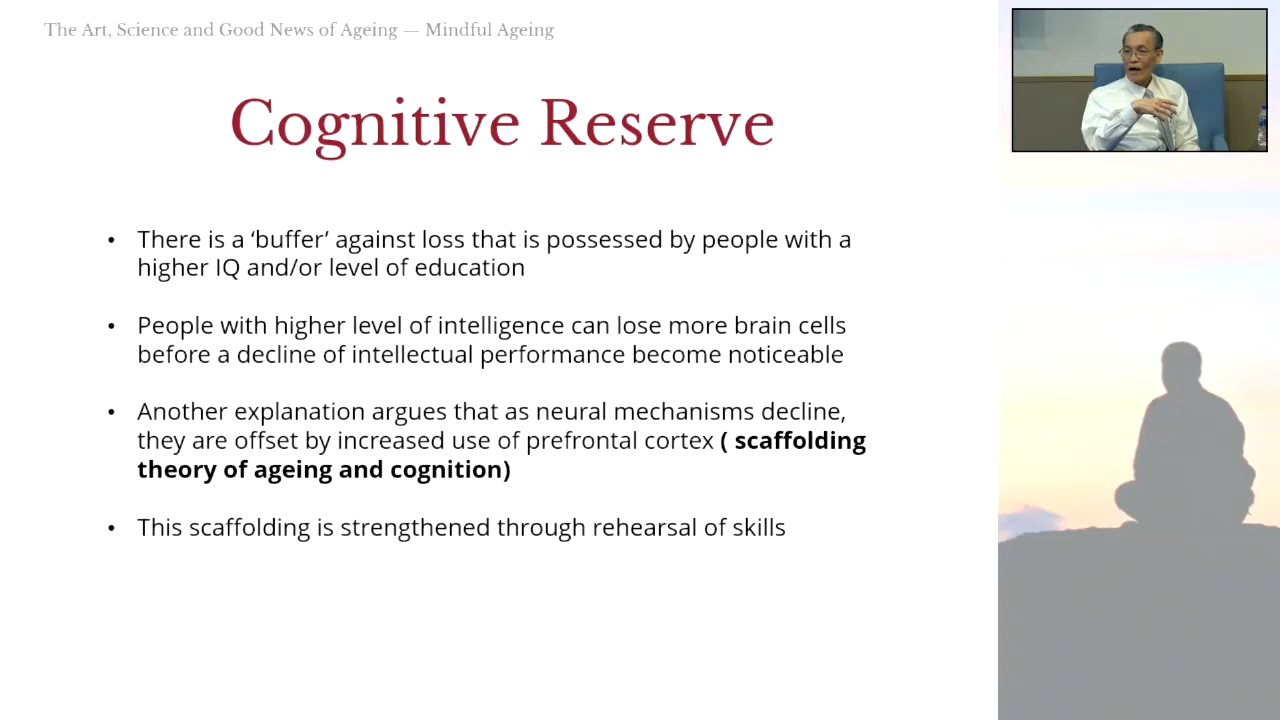 The Art, Science and Good News of Ageing — Mindful Ageing
Cognitive Reserve
• There is a ‘buffer’ against loss that is possessed by people with a
higher IQ and/or level of education
• People with higher level of intelligence can lose more brain cells
before a decline of intellectual performance become noticeable
• Another explanation argues that as neural mechanisms decline,
they are offset by increased use of prefrontal cortex ( scaffolding
theory of ageing and cognition)
• This scaffolding is strengthened through rehearsal of skills